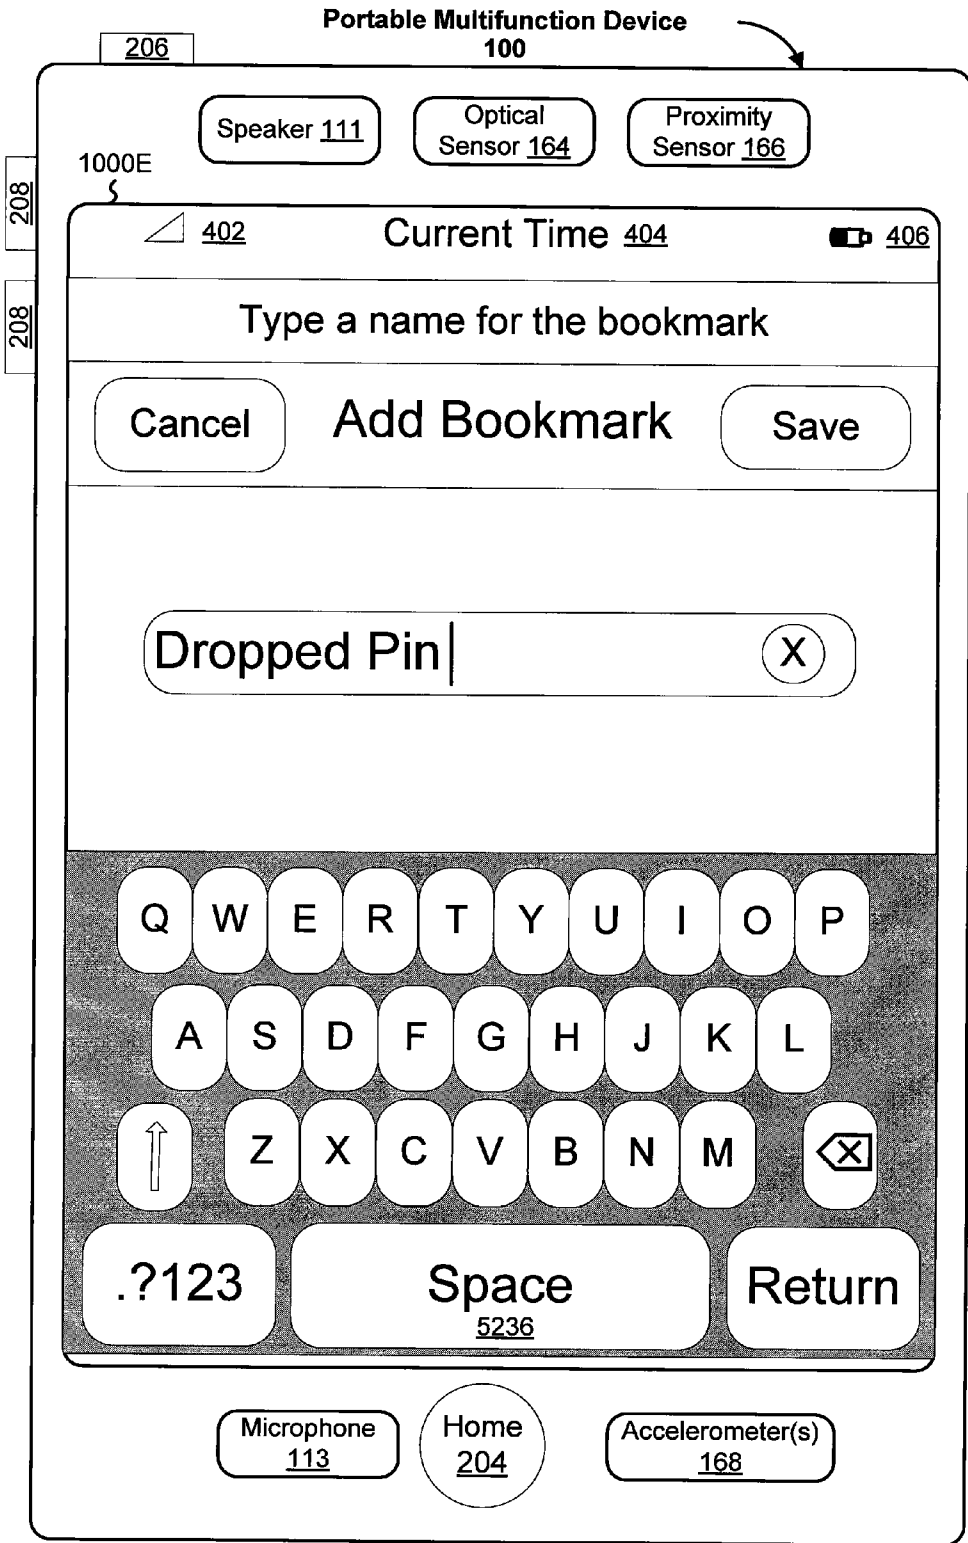 Portable Multifunction Device
100
206
Speaker 111
Optical
Sensor 164
Proximity
Sensor 166
1000E
208
208
402
Current Time 404
406
Type a name for the bookmark
Cancel
Add Bookmark
Save
Dropped Pin
X
Q W E R T Y U I O P
A S D F G H J K L
Z X C V B N M
.?123
Space
5236
Return
Microphone
113
Home
204
Accelerometer(s)
168